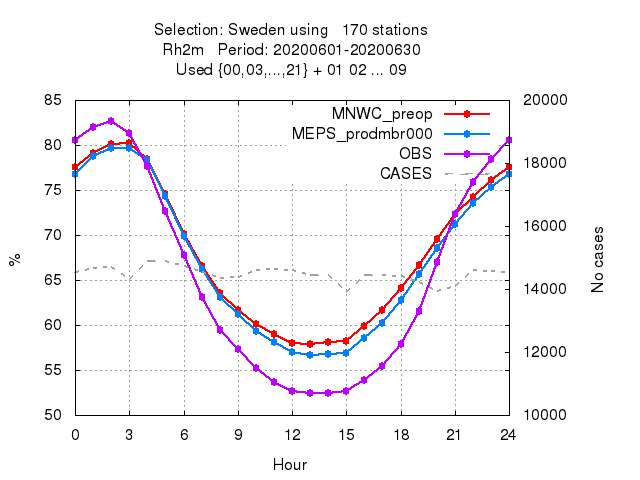 Selection: Sweden using 170 stations
Rh2m Period: 20200601-20200630
Used {00,03,...,21} + 01 02 ... 09
85 20000
MNWC_preop
MEPS_prodmbr000
OBS
CASES
80 18000
75
70 16000
65 14000
60 12000
55
50 10000
%
No cases
0 3 6 9 12 15 18 21 24
Hour